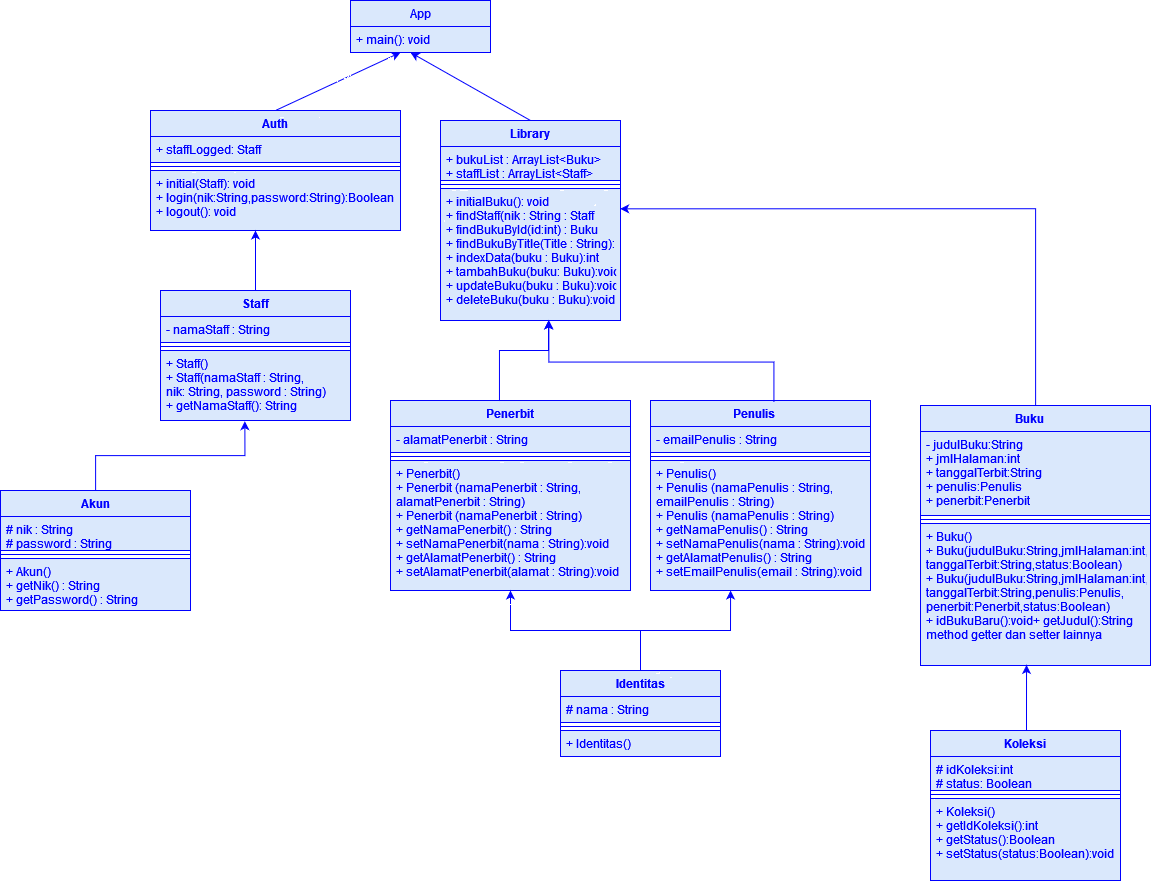 App
+ main(): void
Auth
+ staffLogged: Staff
+ initial(Staff): void
+ login(nik:String,password:String):Boolean
+ logout(): void
Library
+ bukuList : ArrayList<Buku>
+ staffList : ArrayList<Staff>
+ initialBuku(): void
+ findStaff(nik : String : Staff
+ findBukuById(id:int) : Buku
+ findBukuByTitle(Title : String):
+ indexData(buku : Buku):int
+ tambahBuku(buku: Buku):void
+ updateBuku(buku : Buku):void
+ deleteBuku(buku : Buku):void
Staff
- namaStaff : String
+ Staff()
+ Staff(namaStaff : String,
nik: String, password : String)
+ getNamaStaff(): String
Penerbit
- alamatPenerbit : String
+ Penerbit()
+ Penerbit (namaPenerbit : String,
alamatPenerbit : String)
+ Penerbit (namaPenerbit : String)
+ getNamaPenerbit() : String
+ setNamaPenerbit(nama : String):void
+ getAlamatPenerbit() : String
+ setAlamatPenerbit(alamat : String):void
Penulis
- emailPenulis : String
+ Penulis()
+ Penulis (namaPenulis : String,
emailPenulis : String)
+ Penulis (namaPenulis : String)
+ getNamaPenulis() : String
+ setNamaPenulis(nama : String):void
+ getAlamatPenulis() : String
+ setEmailPenulis(email : String):void
Buku
- judulBuku:String
+ jmlHalaman:int
+ tanggalTerbit:String
+ penulis:Penulis
+ penerbit:Penerbit
+ Buku()
+ Buku(judulBuku:String,jmlHalaman:int
tanggalTerbit:String,status:Boolean)
+ Buku(judulBuku:String,jmlHalaman:int
tanggalTerbit:String,penulis:Penulis,
penerbit:Penerbit,status:Boolean)
+ idBukuBaru():void+ getJudul():String
method getter dan setter lainnya
Akun
# nik : String
# password : String
+ Akun()
+ getNik() : String
+ getPassword() : String
Identitas
# nama : String
+ Identitas()
Koleksi
# idKoleksi:int
# status: Boolean
+ Koleksi()
+ getIdKoleksi():int
+ getStatus():Boolean
+ setStatus(status:Boolean):void